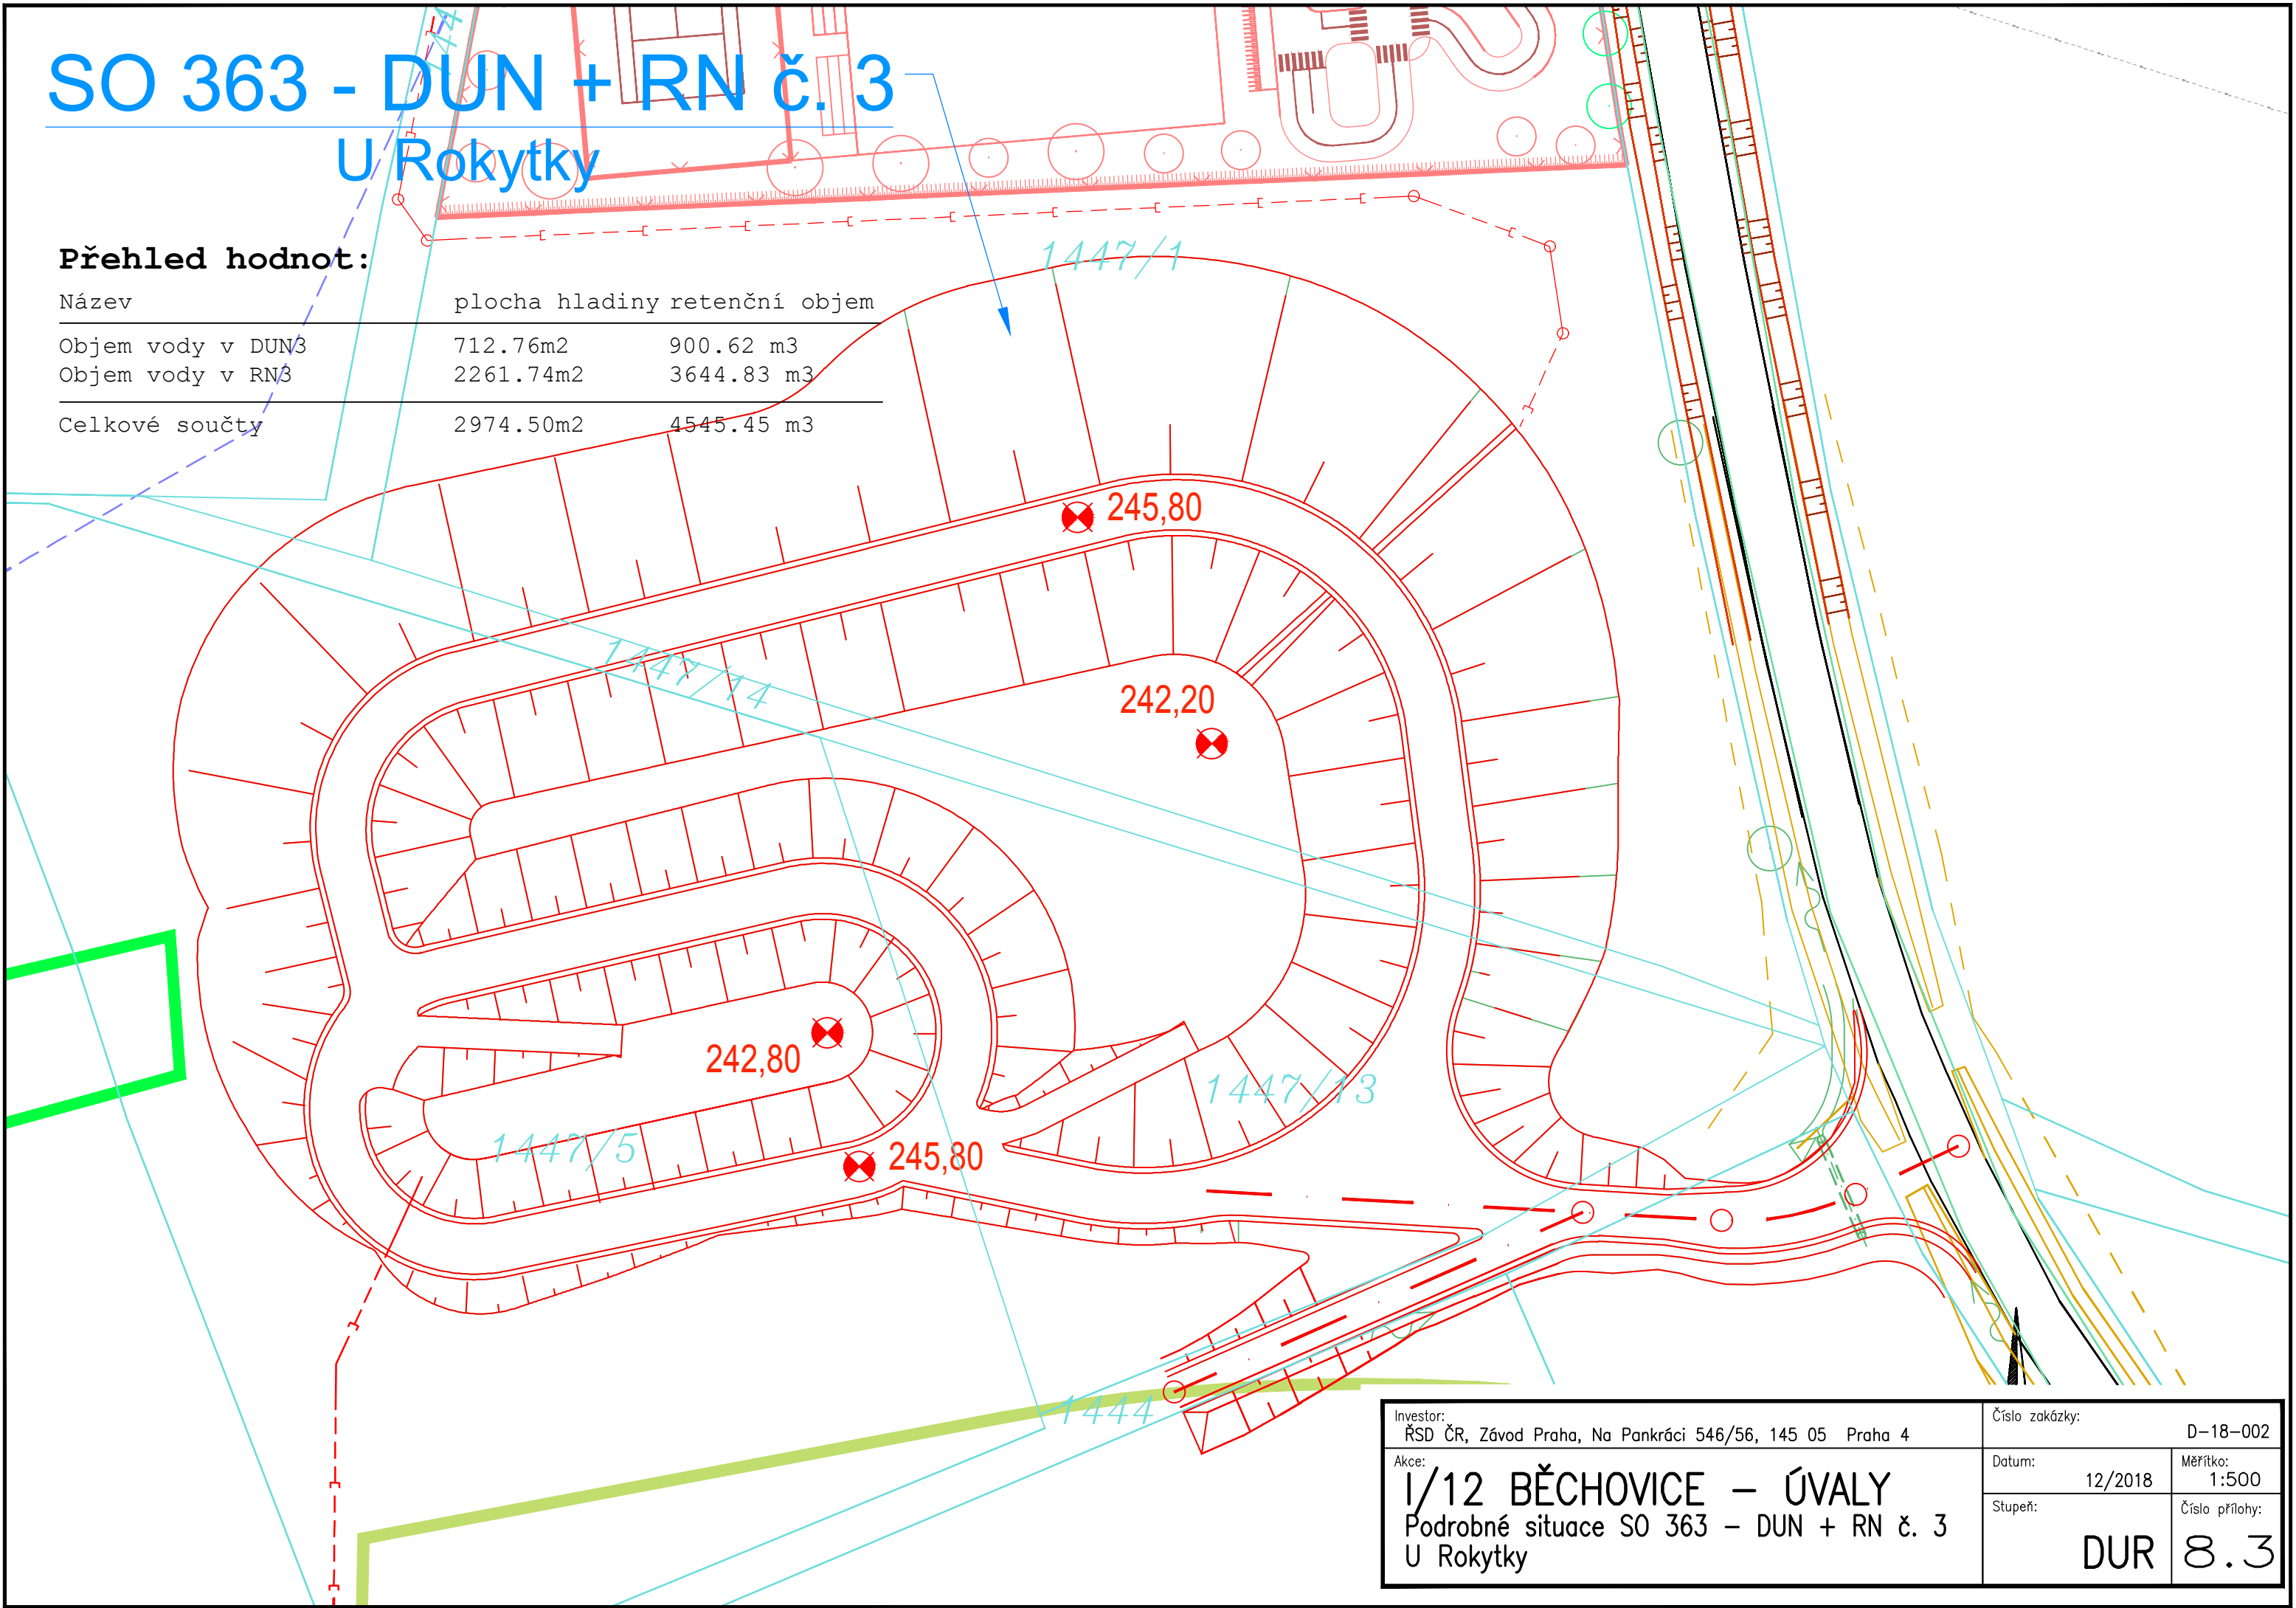 SO 363 - DUN + RN č. 3
U Rokytky
Přehled hodnot:
Název plocha hladiny retenční objem
Objem vody v DUN3 712.76m2 900.62 m3
Objem vody v RN3 2261.74m2 3644.83 m3
Celkové součty 2974.50m2 4545.45 m3
1447/1
245,80
1447/14
242,20
242,80
1447/13
1447/5
245,80
1444
Investor:
ŘSD ČR, Závod Praha, Na Pankráci 546/56, 145 05 Praha 4
Číslo zakázky:
D-18-002
Akce:
I/12 BĚCHOVICE - ÚVALY
Podrobné situace SO 363 - DUN + RN č. 3
U Rokytky
Datum:
12/2018
Měřítko:
1:500
Stupeň:
DUR
Číslo přílohy:
8.3